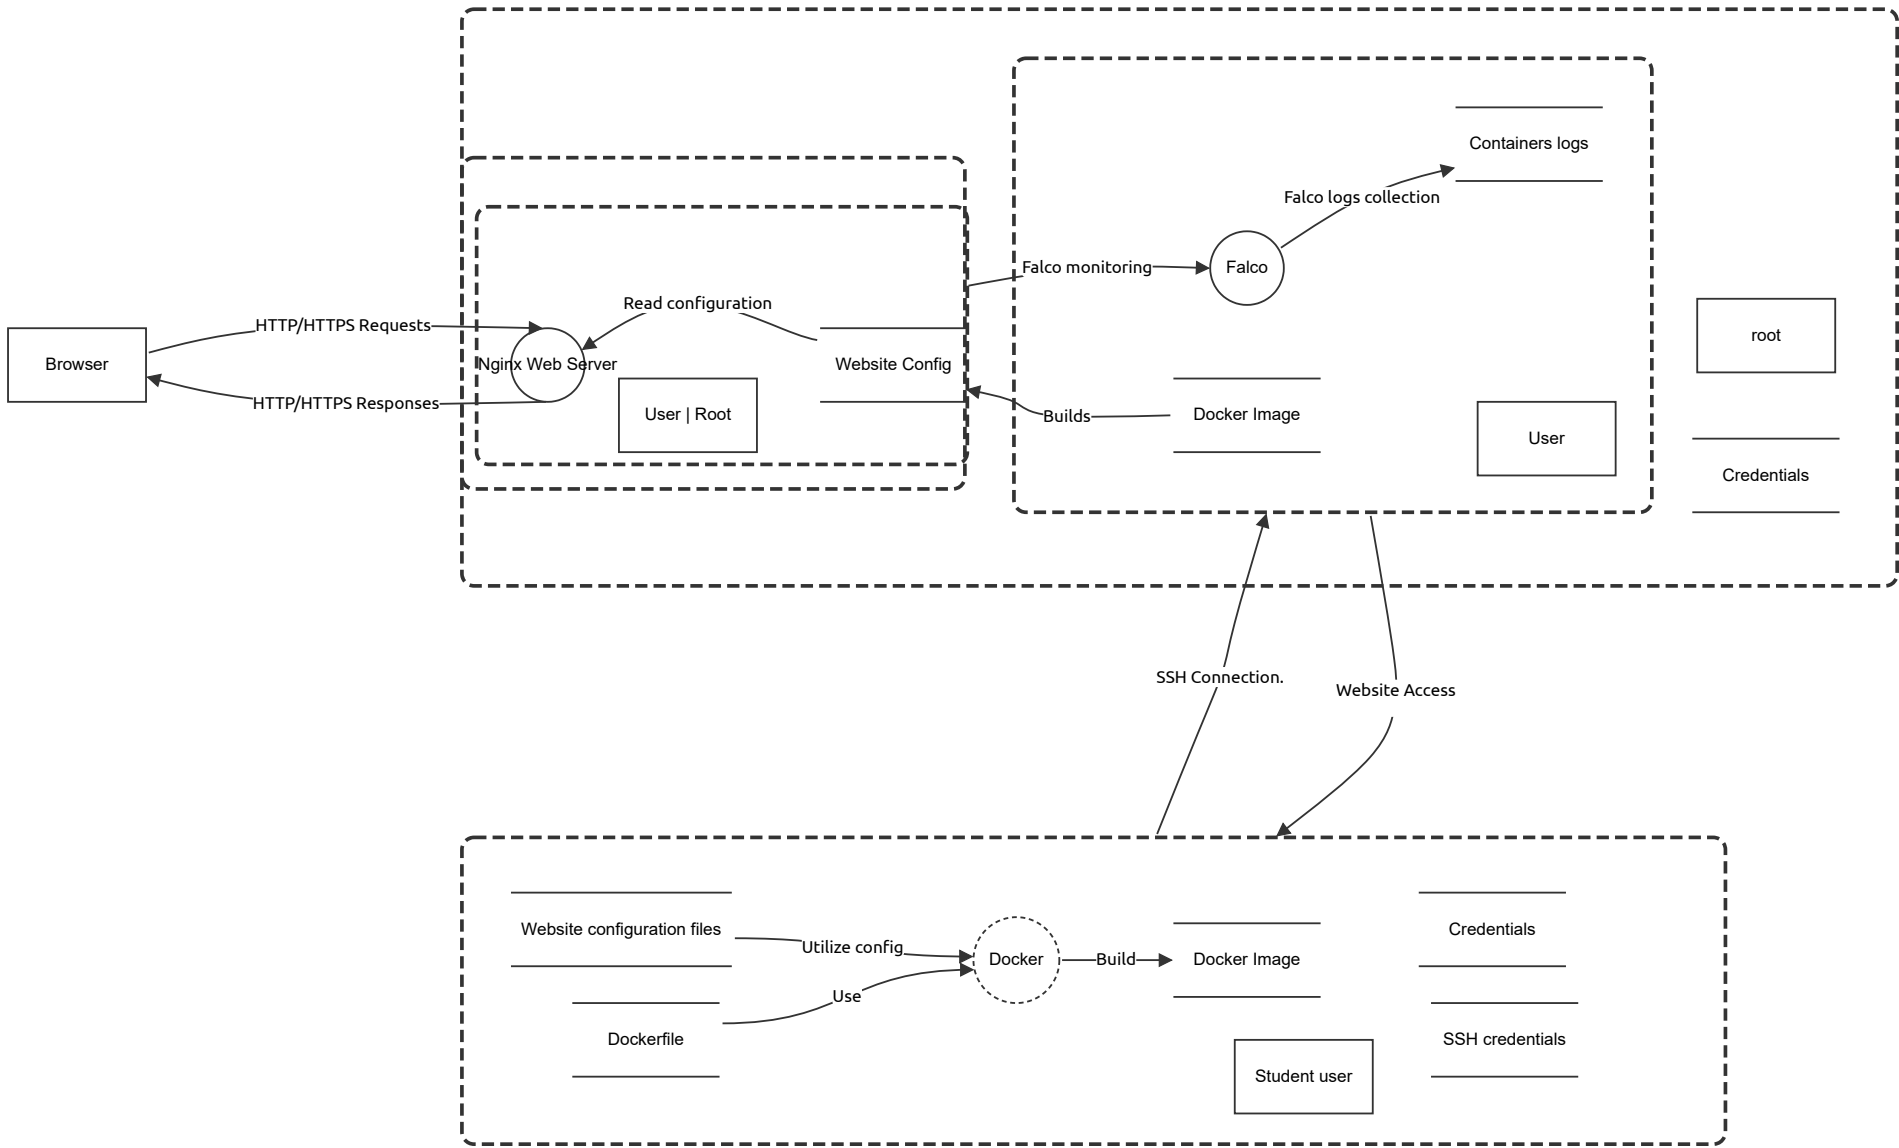 Containers logs
Falco logs collection
Falco monitoring
Falco
Read configuration
HTTP/HTTPS Requests
root
Browser
Nginx Web Server
Website Config
HTTP/HTTPS Responses
User | Root
Builds
Docker Image
User
Credentials
SSH Connection.
Website Access
Website configuration files
Utilize config
Docker
Build
Docker Image
Credentials
Use
Dockerfile
SSH credentials
Student user